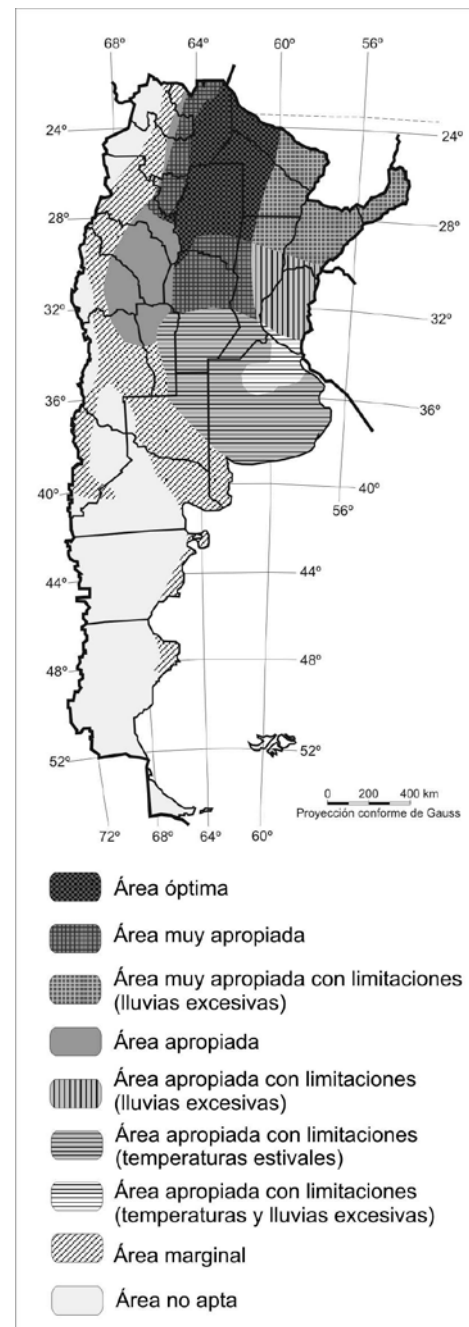 68º 64º 60º 56º
24º 24º
28º 28º
32º 32º
36º 36º
40º 40º
56º
44º 44º
48º 48º
52º 52º
72º 68º 64º 60º
0 200 400 km
Proyección conforme de Gauss
Área óptima
Área muy apropiada
Área muy apropiada con limitaciones
(lluvias excesivas)
Área apropiada
Área apropiada con limitaciones
(lluvias excesivas)
Área apropiada con limitaciones
(temperaturas estivales)
Área apropiada con limitaciones
(temperaturas y lluvias excesivas)
Área marginal
Área no apta